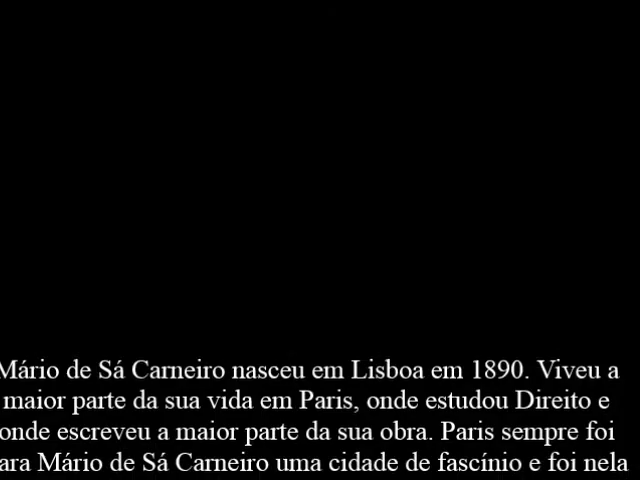 Mário de Sá Carneiro nasceu em Lisboa em 1890. Viveu a
maior parte da sua vida em Paris, onde estudou Direito e
onde escreveu a maior parte da sua obra. Paris sempre foi
ara Mário de Sá Carneiro uma cidade de fascínio e foi nela